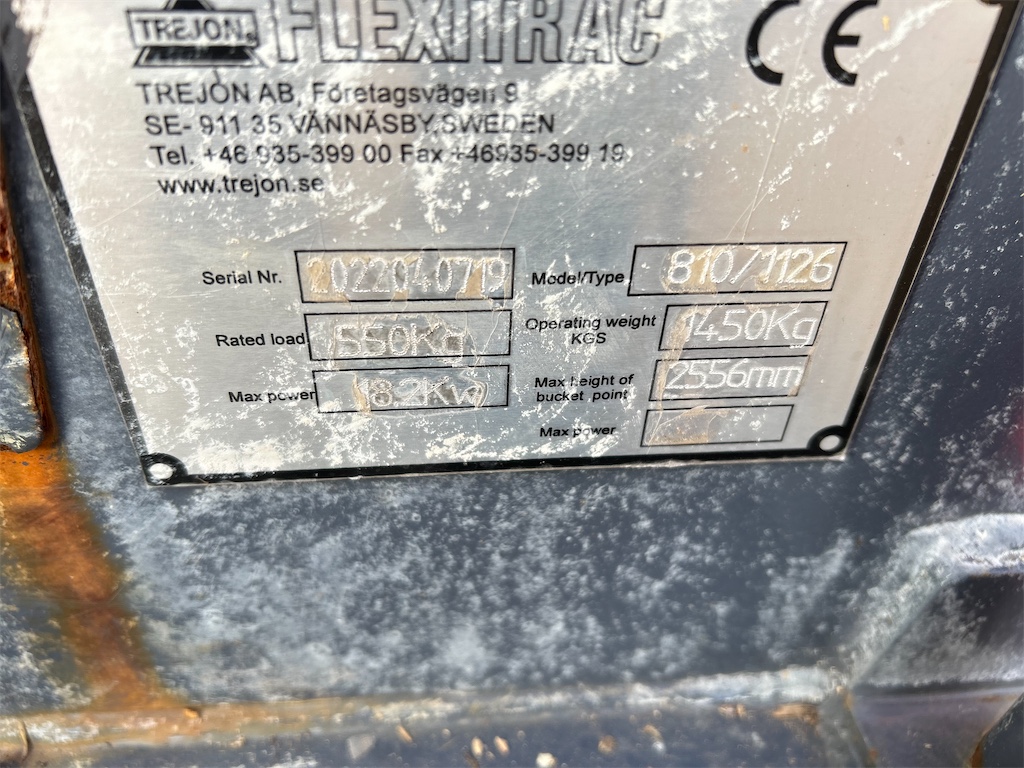 TREJON FLEXITRAC CE
TREJON AB, Företagsvägen 9
SE- 911 35 VÄNNÄSBY, SWEDEN
Tel. +46 935-399 00 Fax +46935-399 19
www.trejon.se
Serial Nr. 1022040719 Model/Type 810/1126
Rated load 550Kg Operating weight KGS 1450Kg
Max power 18.2Kw Max height of bucket point 2556mm
Max power